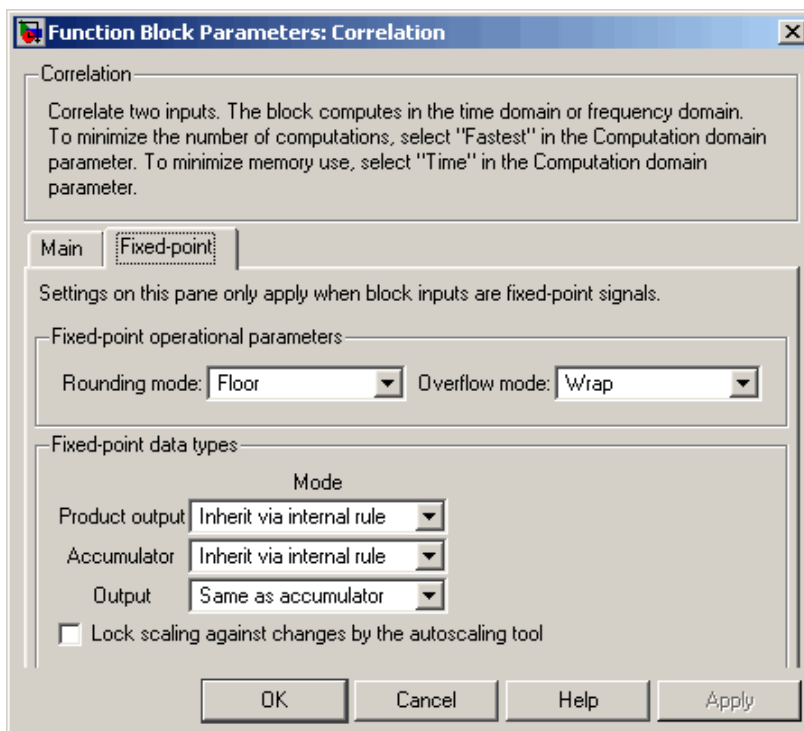 Function Block Parameters: Correlation
Correlation
Correlate two inputs. The block computes in the time domain or frequency domain.
To minimize the number of computations, select "Fastest" in the Computation domain
parameter. To minimize memory use, select "Time" in the Computation domain
parameter.
Main Fixed-point
Settings on this pane only apply when block inputs are fixed-point signals.
Fixed-point operational parameters
Rounding mode: Floor Overflow mode: Wrap
Fixed-point data types
Mode
Product output Inherit via internal rule
Accumulator Inherit via internal rule
Output Same as accumulator
Lock scaling against changes by the autoscaling tool
OK Cancel Help Apply